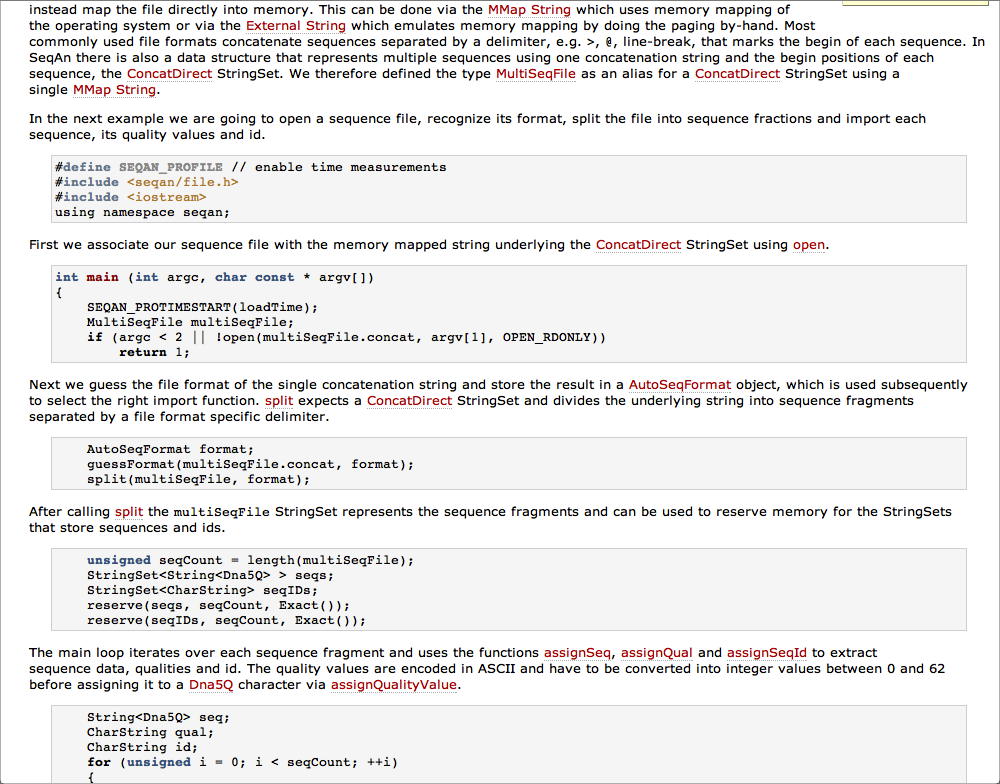 instead map the file directly into memory. This can be done via the MMap String which uses memory mapping of
the operating system or via the External String which emulates memory mapping by doing the paging by-hand. Most
commonly used file formats concatenate sequences separated by a delimiter, e.g. >, @, line-break, that marks the begin of each sequence. In
SeqAn there is also a data structure that represents multiple sequences using one concatenation string and the begin positions of each
sequence, the ConcatDirect StringSet. We therefore defined the type MultiSeqFile as an alias for a ConcatDirect StringSet using a
single MMap String.
In the next example we are going to open a sequence file, recognize its format, split the file into sequence fractions and import each
sequence, its quality values and id.
#define SEQAN_PROFILE // enable time measurements
#include <seqan/file.h>
#include <iostream>
using namespace seqan;
First we associate our sequence file with the memory mapped string underlying the ConcatDirect StringSet using open.
int main (int argc, char const * argv[])
{
    SEQAN_PROTIMESTART(loadTime);
    MultiSeqFile multiSeqFile;
    if (argc < 2 || !open(multiSeqFile.concat, argv[1], OPEN_RDONLY))
        return 1;
Next we guess the file format of the single concatenation string and store the result in a AutoSeqFormat object, which is used subsequently
to select the right import function. split expects a ConcatDirect StringSet and divides the underlying string into sequence fragments
separated by a file format specific delimiter.
    AutoSeqFormat format;
    guessFormat(multiSeqFile.concat, format);
    split(multiSeqFile, format);
After calling split the multiSeqFile StringSet represents the sequence fragments and can be used to reserve memory for the StringSets
that store sequences and ids.
    unsigned seqCount = length(multiSeqFile);
    StringSet<String<Dna5Q> > seqs;
    StringSet<CharString> seqIDs;
    reserve(seqs, seqCount, Exact());
    reserve(seqIDs, seqCount, Exact());
The main loop iterates over each sequence fragment and uses the functions assignSeq, assignQual and assignSeqId to extract
sequence data, qualities and id. The quality values are encoded in ASCII and have to be converted into integer values between 0 and 62
before assigning it to a Dna5Q character via assignQualityValue.
    String<Dna5Q> seq;
    CharString qual;
    CharString id;
    for (unsigned i = 0; i < seqCount; ++i)
    {